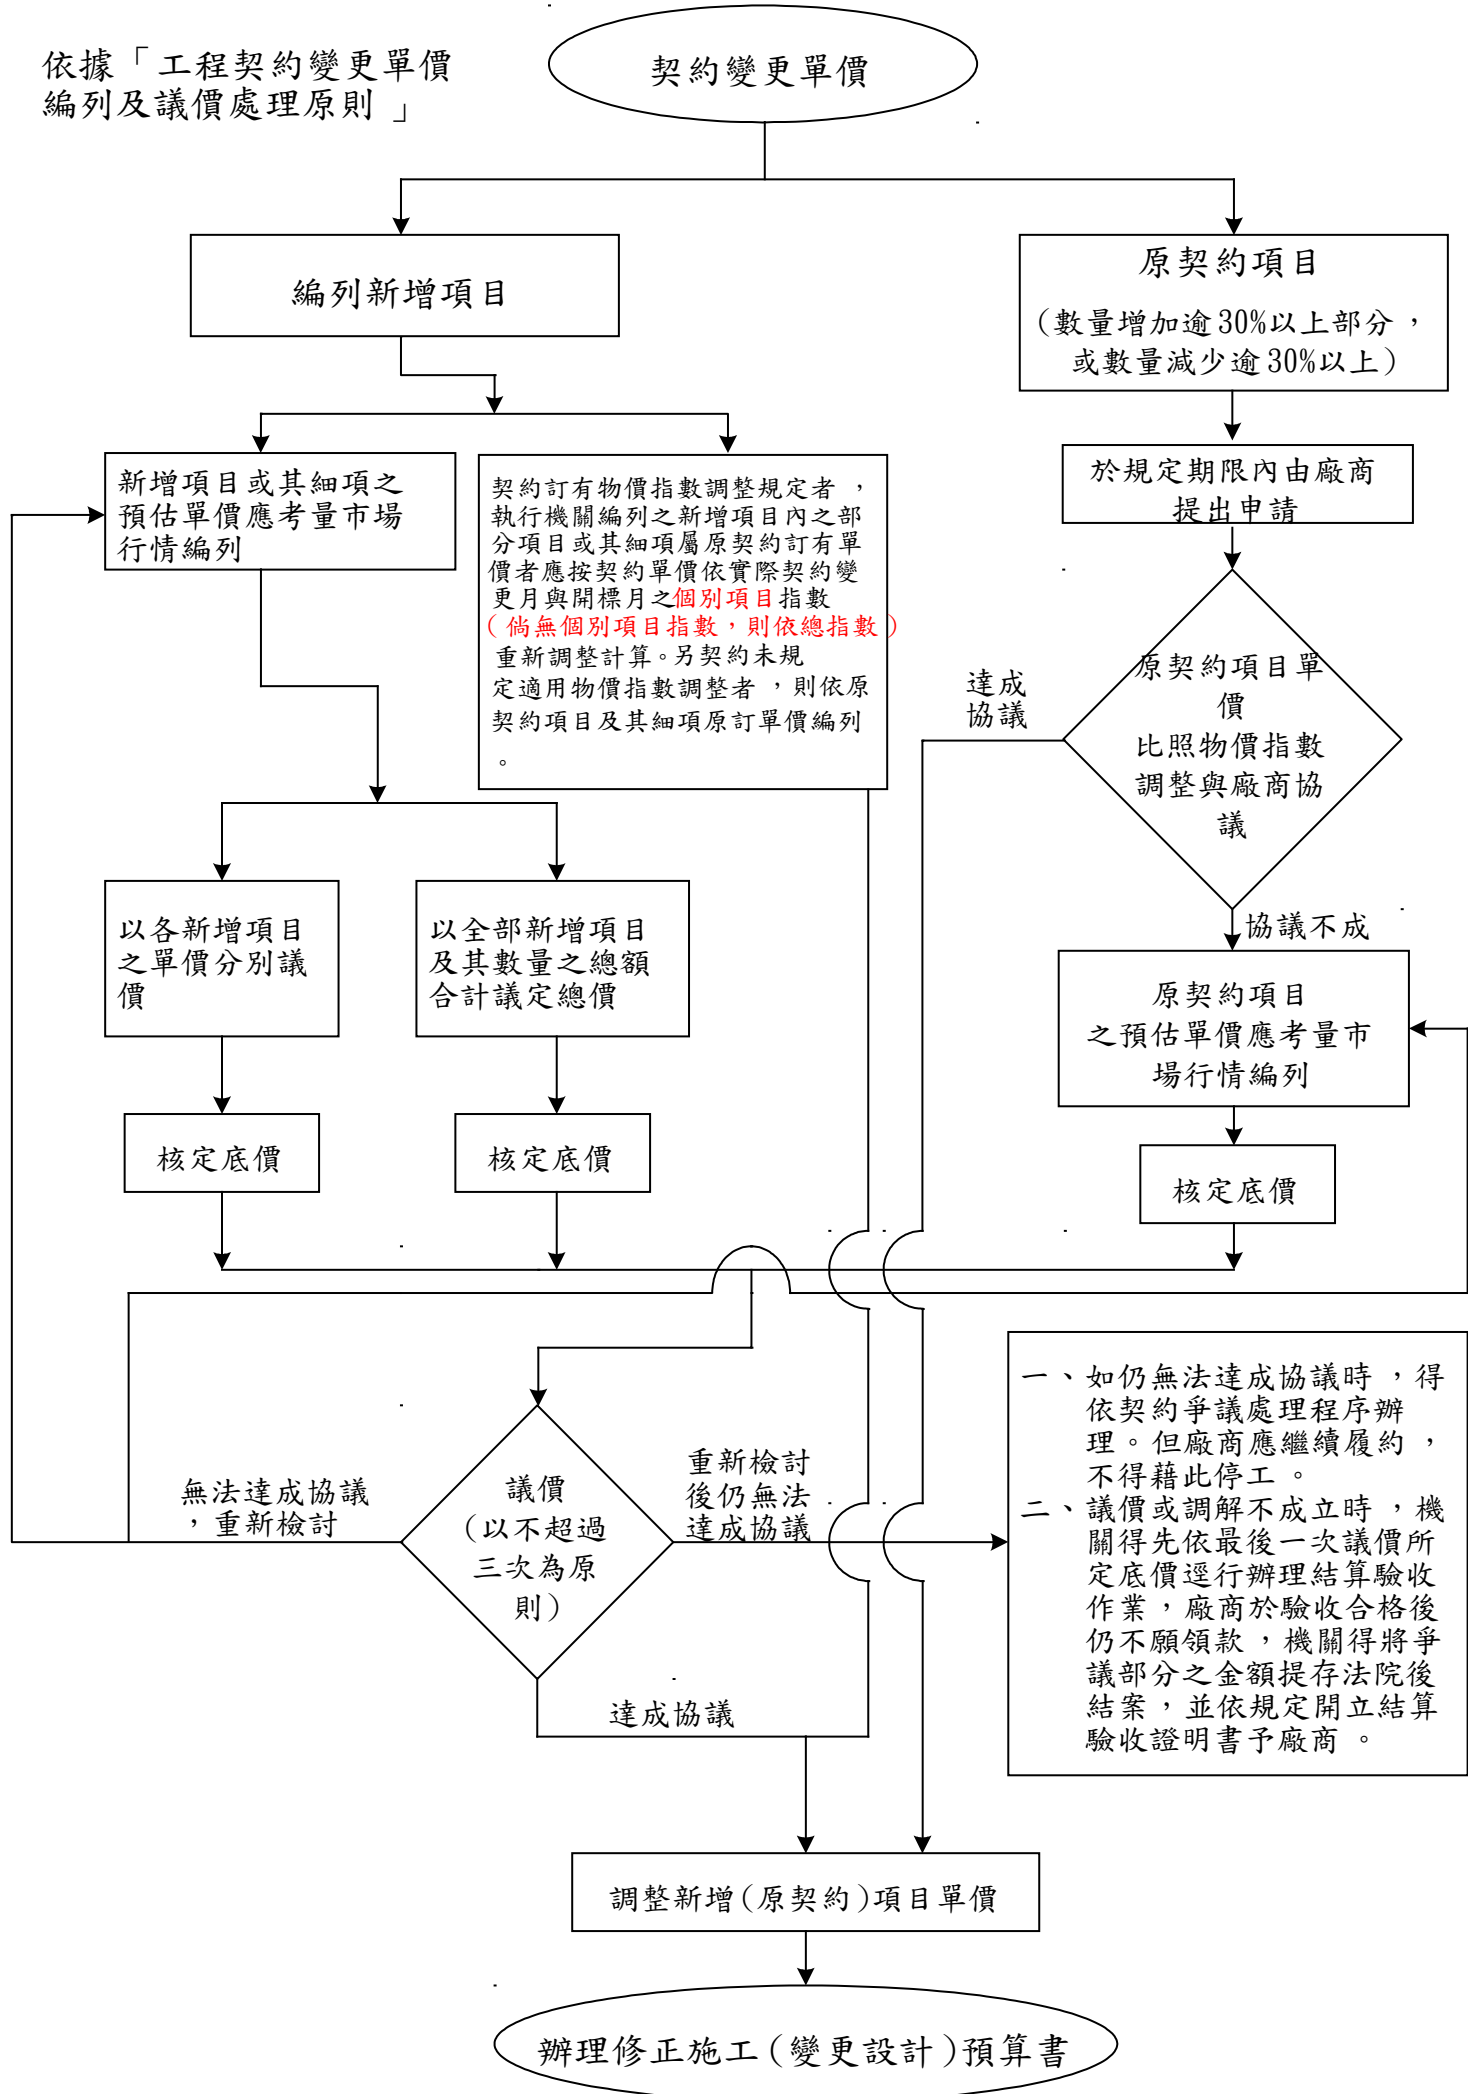 依據「工程契約變更單價
編列及議價處理原則」
契約變更單價
編列新增項目
原契約項目
(數量增加逾30%以上部分，
或數量減少逾30%以上)
新增項目或其細項之
預估單價應考量市場
行情編列
契約訂有物價指數調整規定者，
執行機關編列之新增項目內之部
分項目或其細項屬原契約訂有單
價者應按契約單價依實際契約變
更月與開標月之個別項目指數
(倘無個別項目指數，則依總指數)
重新調整計算。另契約未規
定適用物價指數調整者，則依原
契約項目及其細項原訂單價編列
。
於規定期限內由廠商
提出申請
原契約項目單
價
比照物價指數
調整與廠商協
議
達成
協議
協議不成
以各新增項目
之單價分別議
價
以全部新增項目
及其數量之總額
合計議定總價
原契約項目
之預估單價應考量市
場行情編列
核定底價
核定底價
核定底價
無法達成協議
，重新檢討
議價
(以不超過
三次為原
則)
重新檢討
後仍無法
達成協議
一、如仍無法達成協議時，得
依契約爭議處理程序辦
理。但廠商應繼續履約，
不得藉此停工。
二、議價或調解不成立時，機
關得先依最後一次議價所
定底價逕行辦理結算驗收
作業，廠商於驗收合格後
仍不願領款，機關得將爭
議部分之金額提存法院後
結案，並依規定開立結算
驗收證明書予廠商。
達成協議
調整新增(原契約)項目單價
辦理修正施工(變更設計)預算書